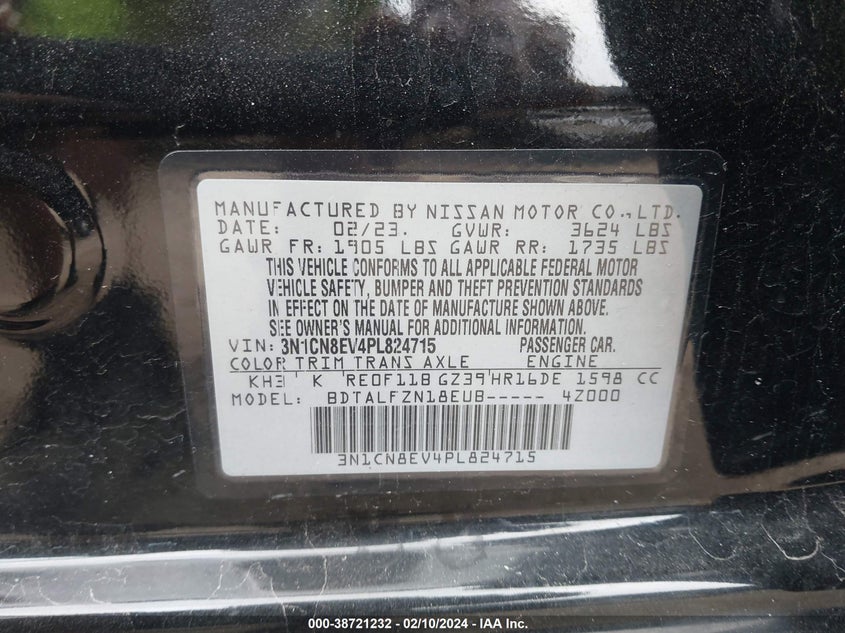 MANUFACTURED BY NISSAN MOTOR CO., LTD.
DATE: 02/23. GVWR: 3624 LBS
GAWR FR: 1905 LBS GAWR RR: 1735 LBS
THIS VEHICLE CONFORMS TO ALL APPLICABLE FEDERAL MOTOR
VEHICLE SAFETY, BUMPER AND THEFT PREVENTION STANDARDS
IN EFFECT ON THE DATE OF MANUFACTURE SHOWN ABOVE.
SEE OWNER'S MANUAL FOR ADDITIONAL INFORMATION.
VIN: 3N1CN8EV4PL824715 PASSENGER CAR.
COLOR TRIM TRANS AXLE ENGINE
KH3 K RE0F11B GZ39 HR16DE 1598 CC
MODEL: BDTALFZN18EUB----- 4Z000
3N1CN8EV4PL824715
000-38721232 - 02/10/2024 - IAA Inc.